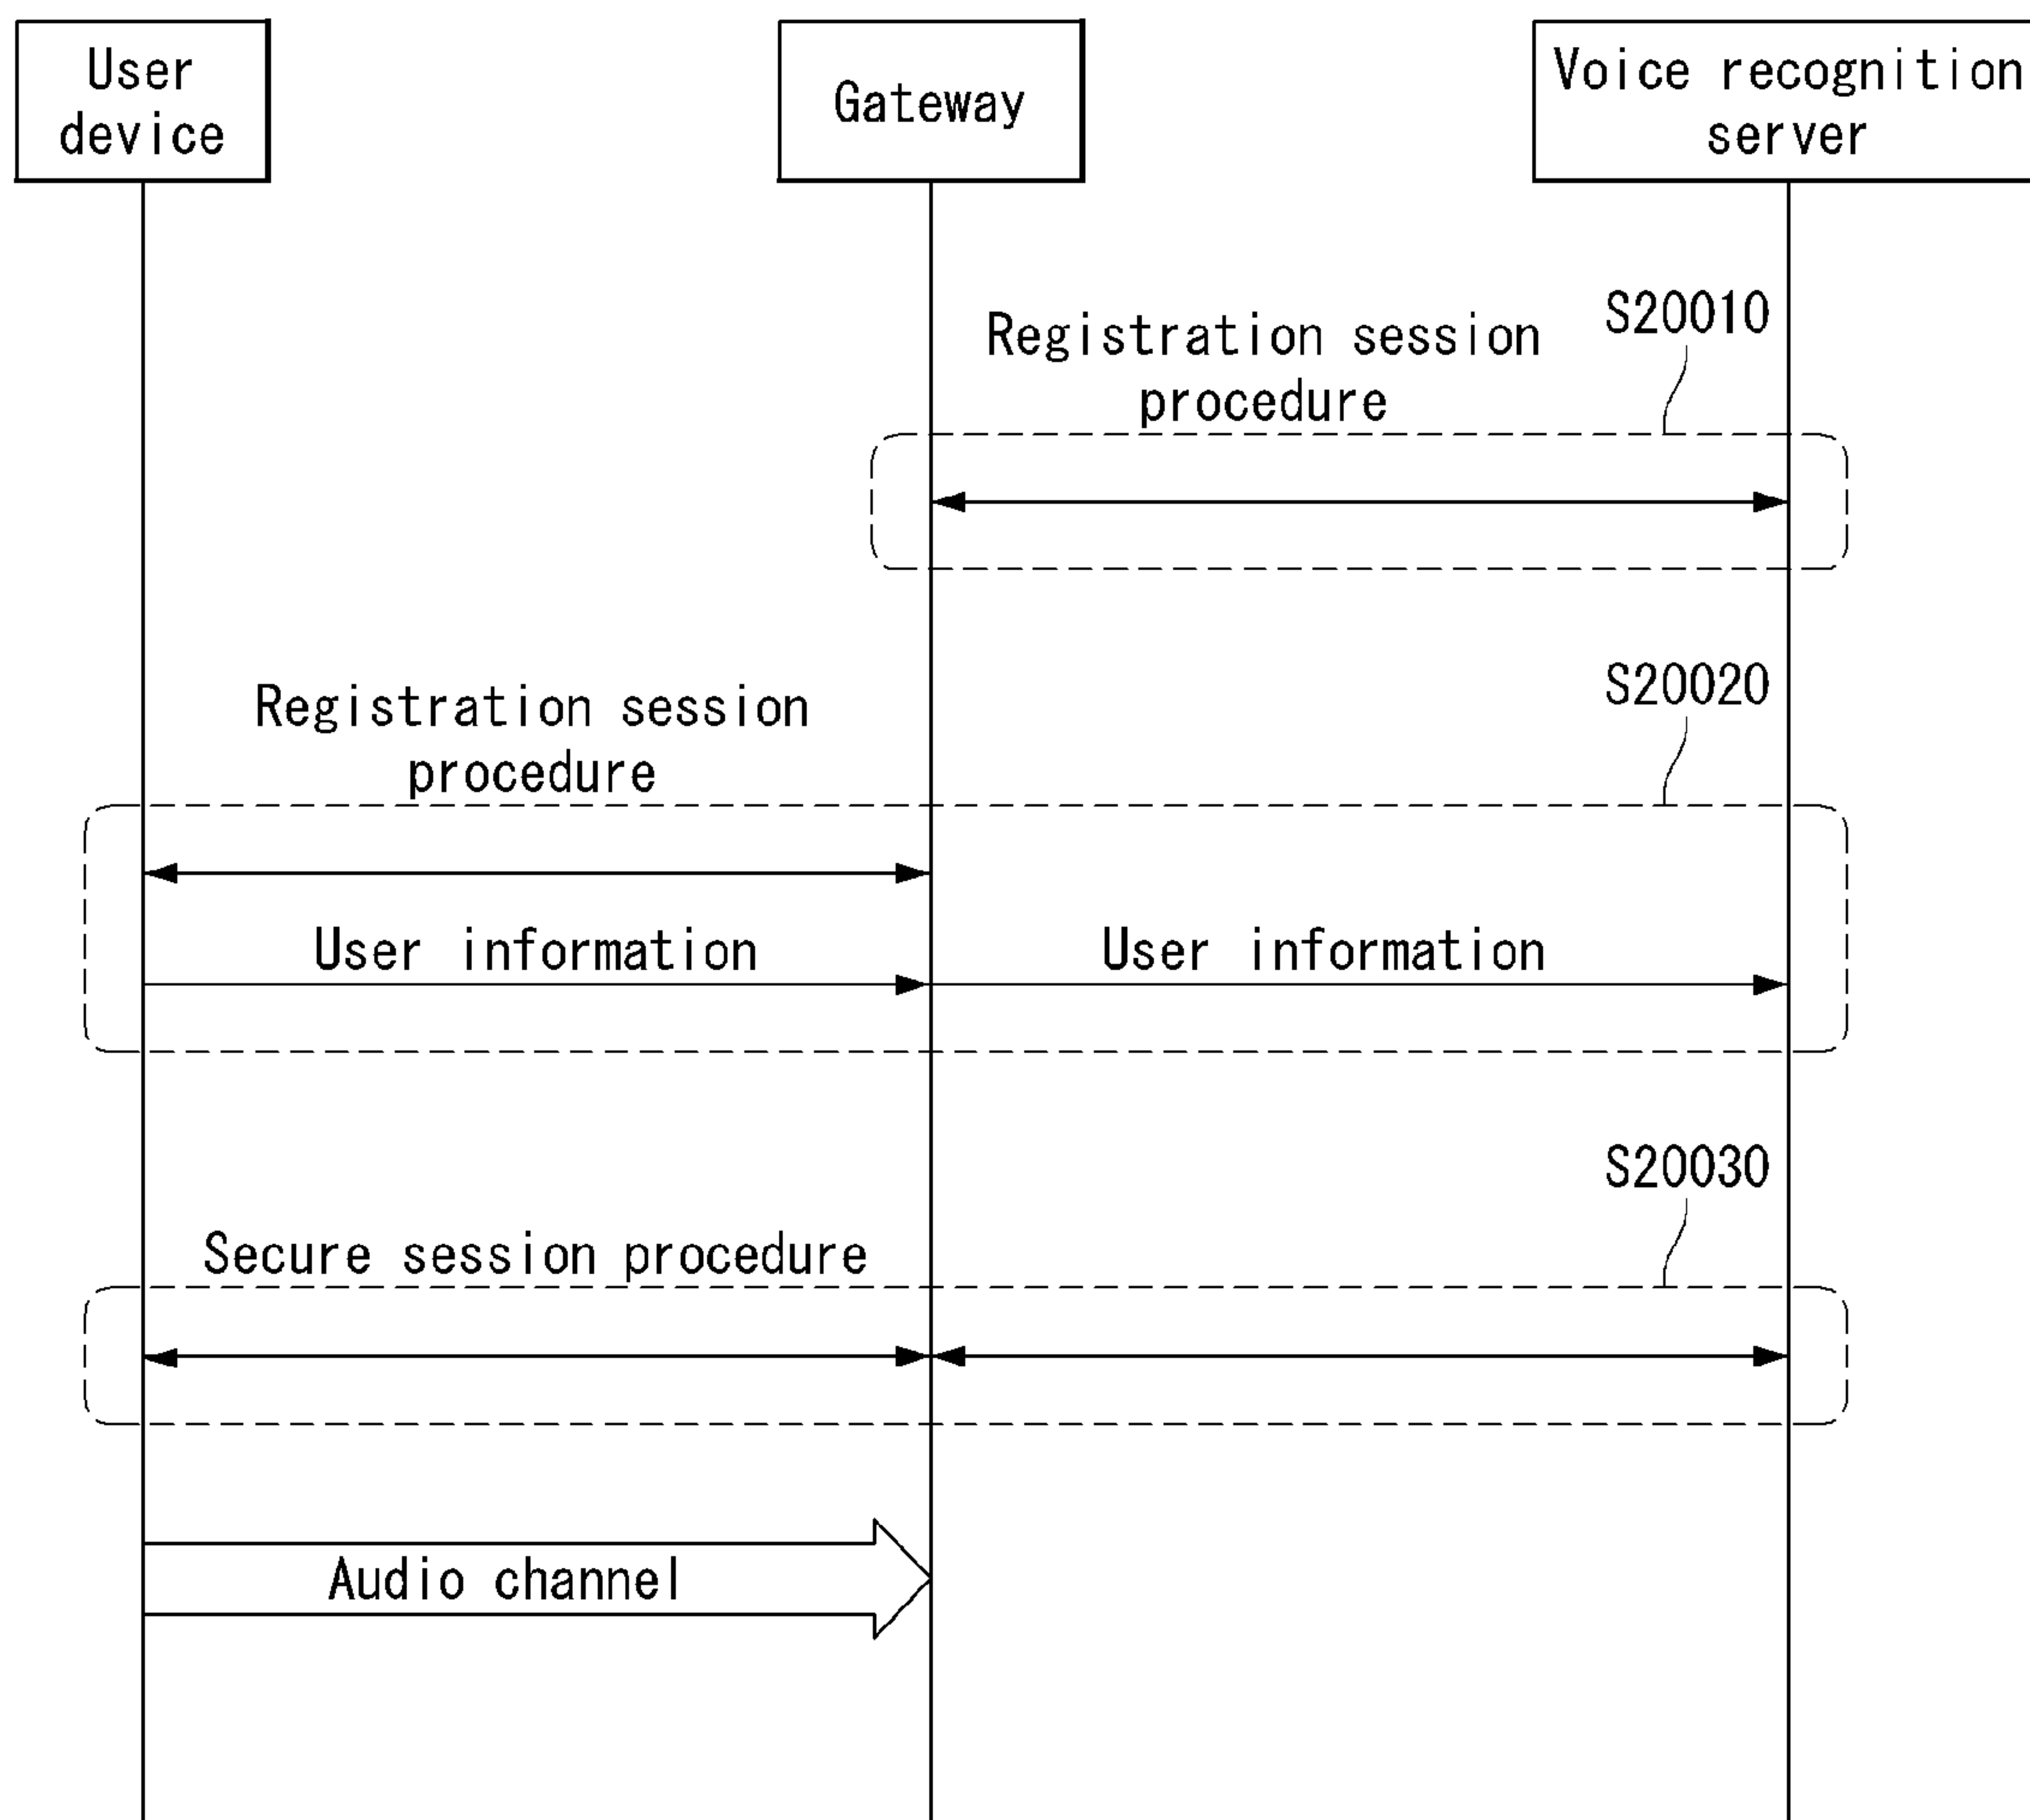 User
device
Gateway
Voice recognition
server
S20010
Registration session
procedure
S20020
Registration session
procedure
User information
User information
S20030
Secure session procedure
Audio channel